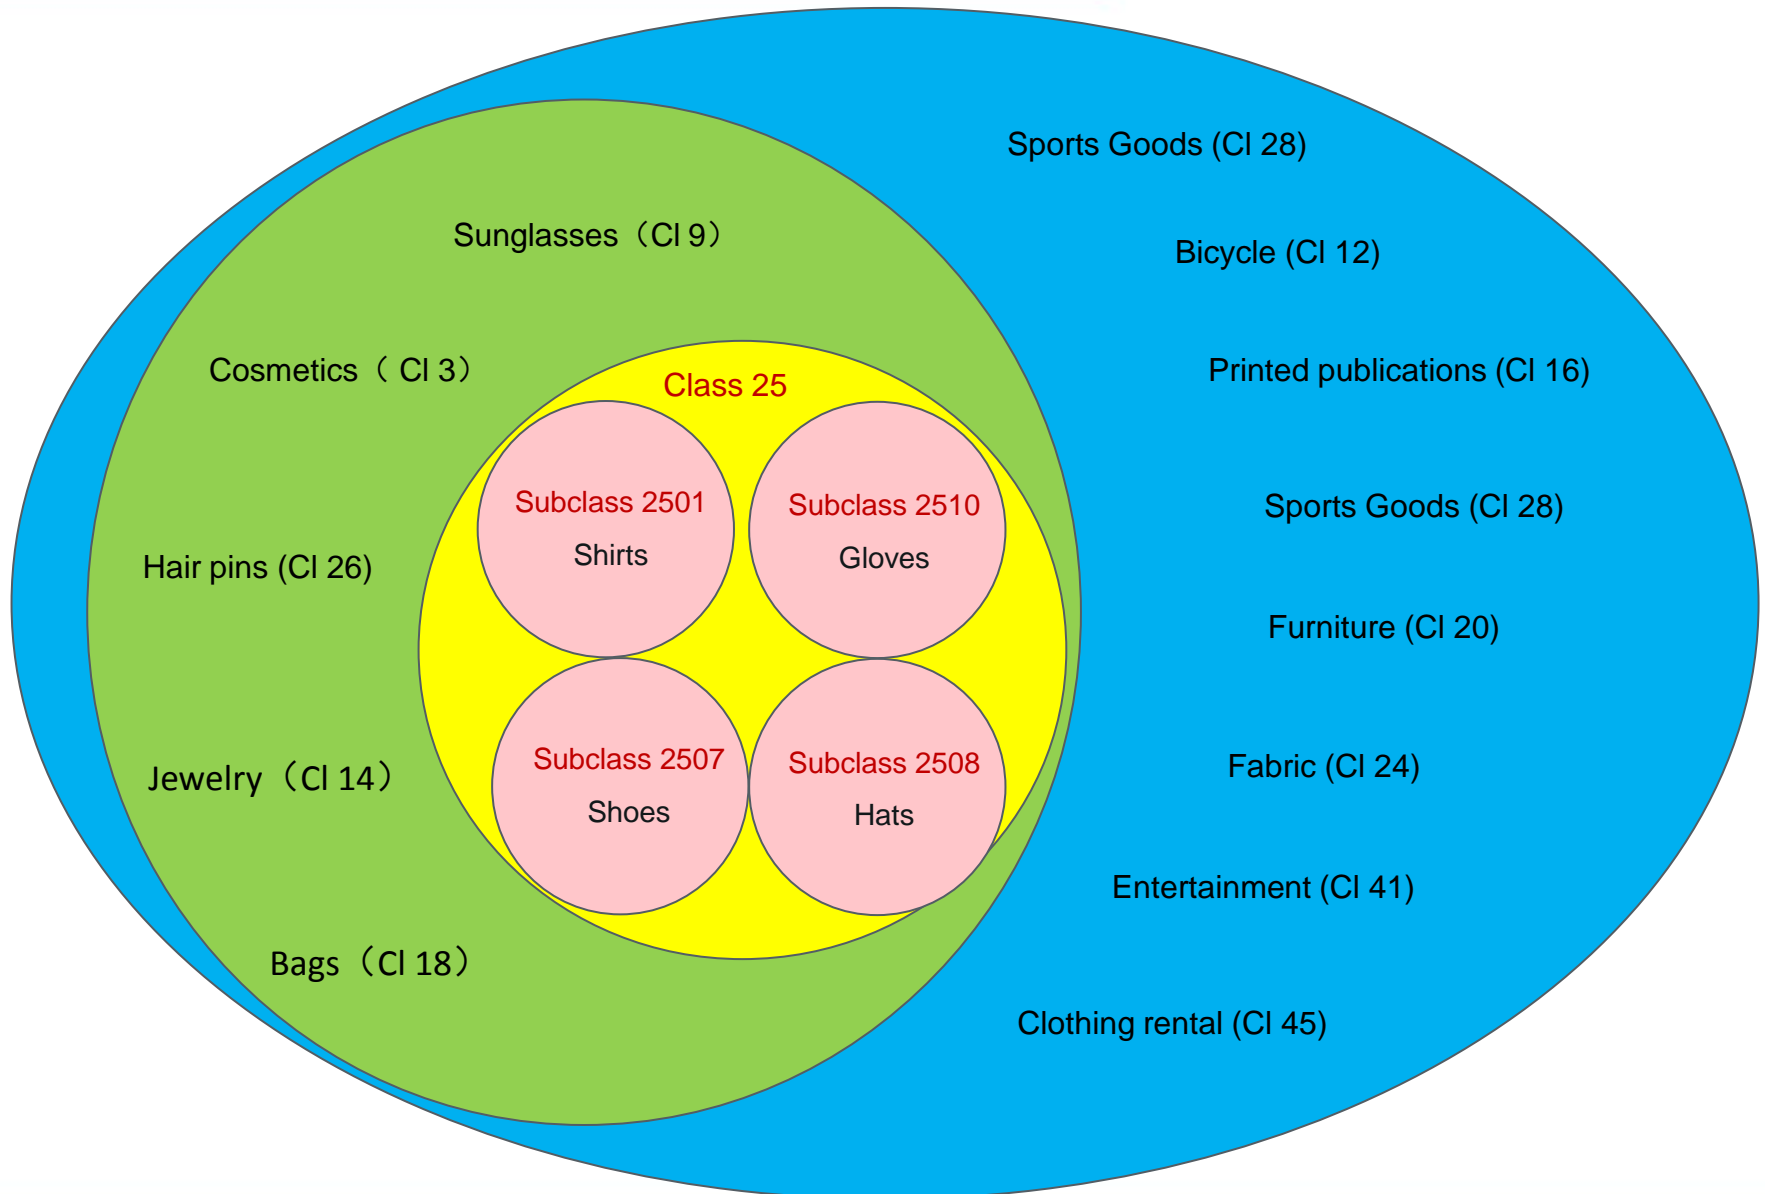 Sports Goods (Cl 28)
Sunglasses（Cl 9）
Bicycle (Cl 12)
Cosmetics（ Cl 3）
Class 25
Printed publications (Cl 16)
Subclass 2501
Shirts
Subclass 2510
Gloves
Sports Goods (Cl 28)
Hair pins (Cl 26)
Furniture (Cl 20)
Jewelry（Cl 14）
Subclass 2507
Shoes
Subclass 2508
Hats
Fabric (Cl 24)
Entertainment (Cl 41)
Bags（Cl 18）
Clothing rental (Cl 45)